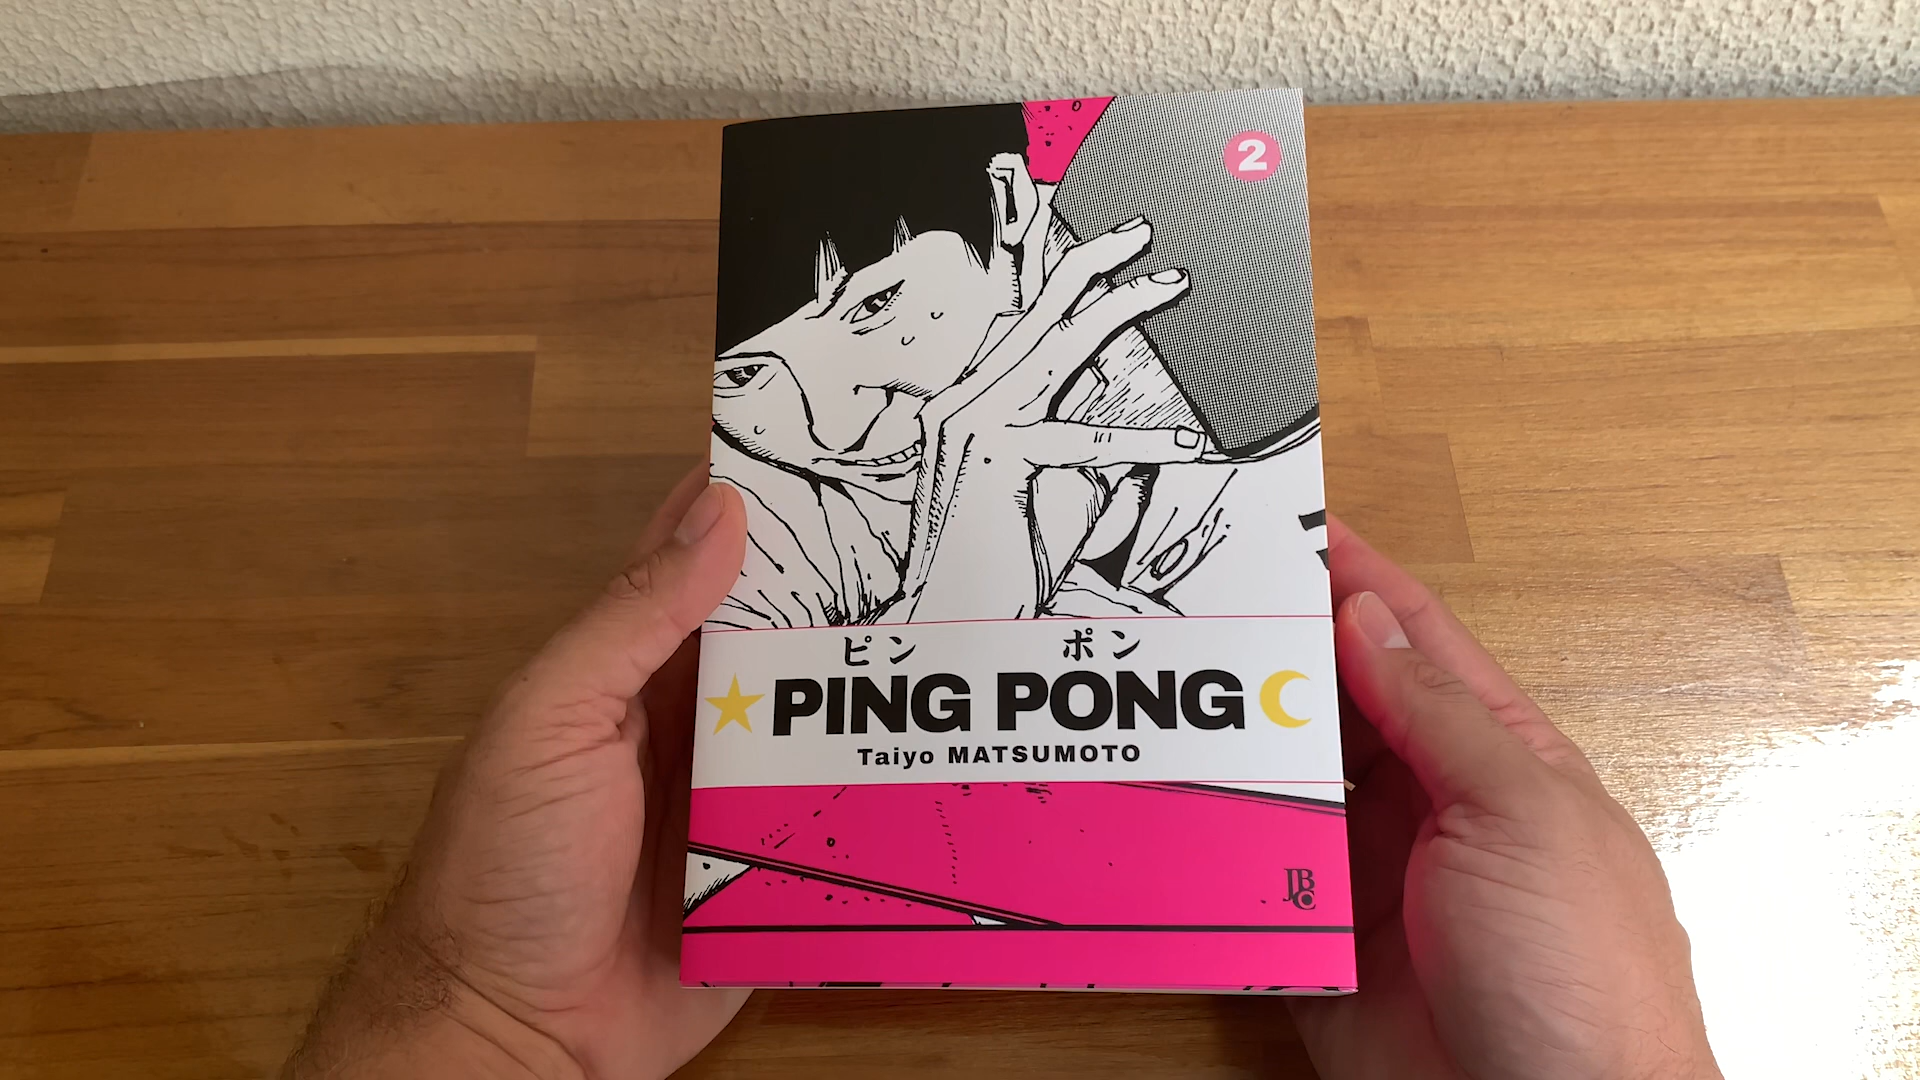 2
ピン ポン
PING PONG
Taiyo MATSUMOTO
JBC